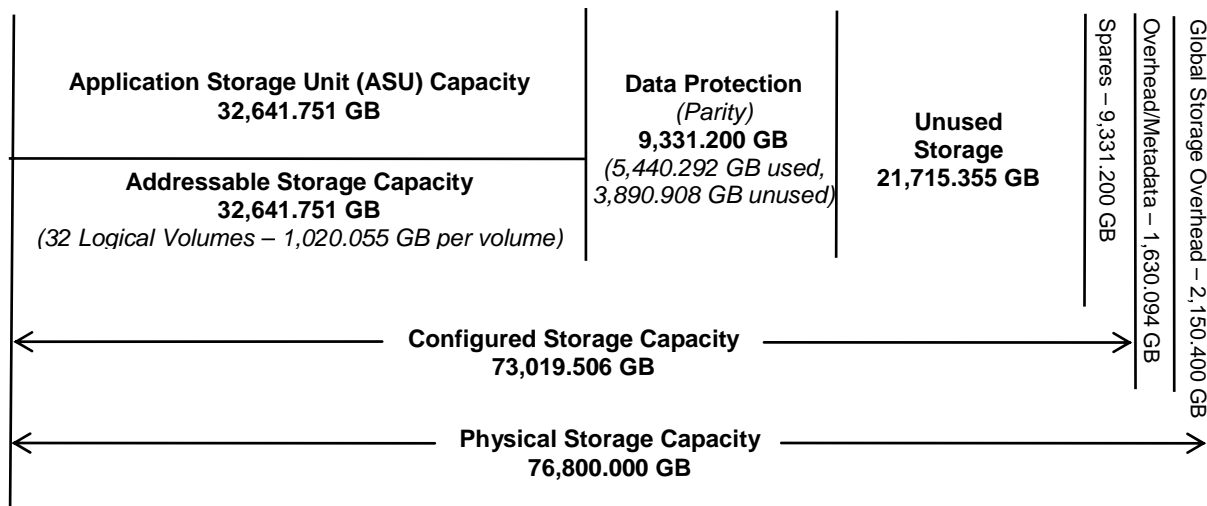 Application Storage Unit (ASU) Capacity
32,641.751 GB
Addressable Storage Capacity
32,641.751 GB
(32 Logical Volumes – 1,020.055 GB per volume)
Data Protection
(Parity)
9,331.200 GB
(5,440.292 GB used,
3,890.908 GB unused)
Unused
Storage
21,715.355 GB
Spares – 9,331.200 GB
Overhead/Metadata – 1,630.094 GB
Global Storage Overhead – 2,150.400 GB
Configured Storage Capacity
73,019.506 GB
Physical Storage Capacity
76,800.000 GB